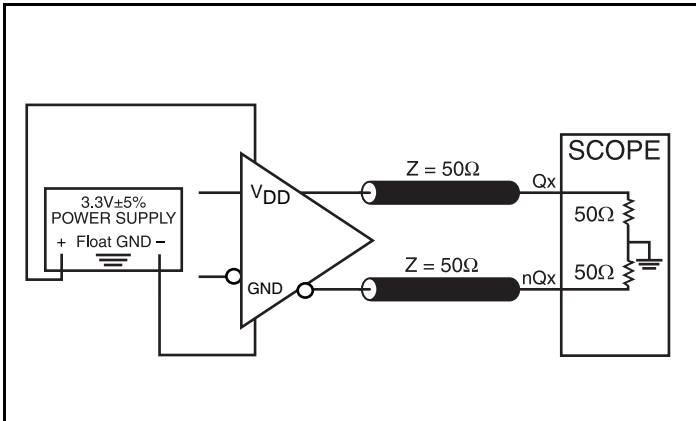 3.3V±5%
POWER SUPPLY
+ Float GND −
VDD
GND
Z = 50Ω
Qx
Z = 50Ω
nQx
SCOPE
50Ω
50Ω